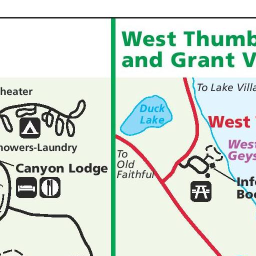 West Thumb
and Grant V
heater
To Lake Villa
Duck
Lake
West
howers-Laundry
West
Geys
To
Old
Faithful
Canyon Lodge
Info
Boo